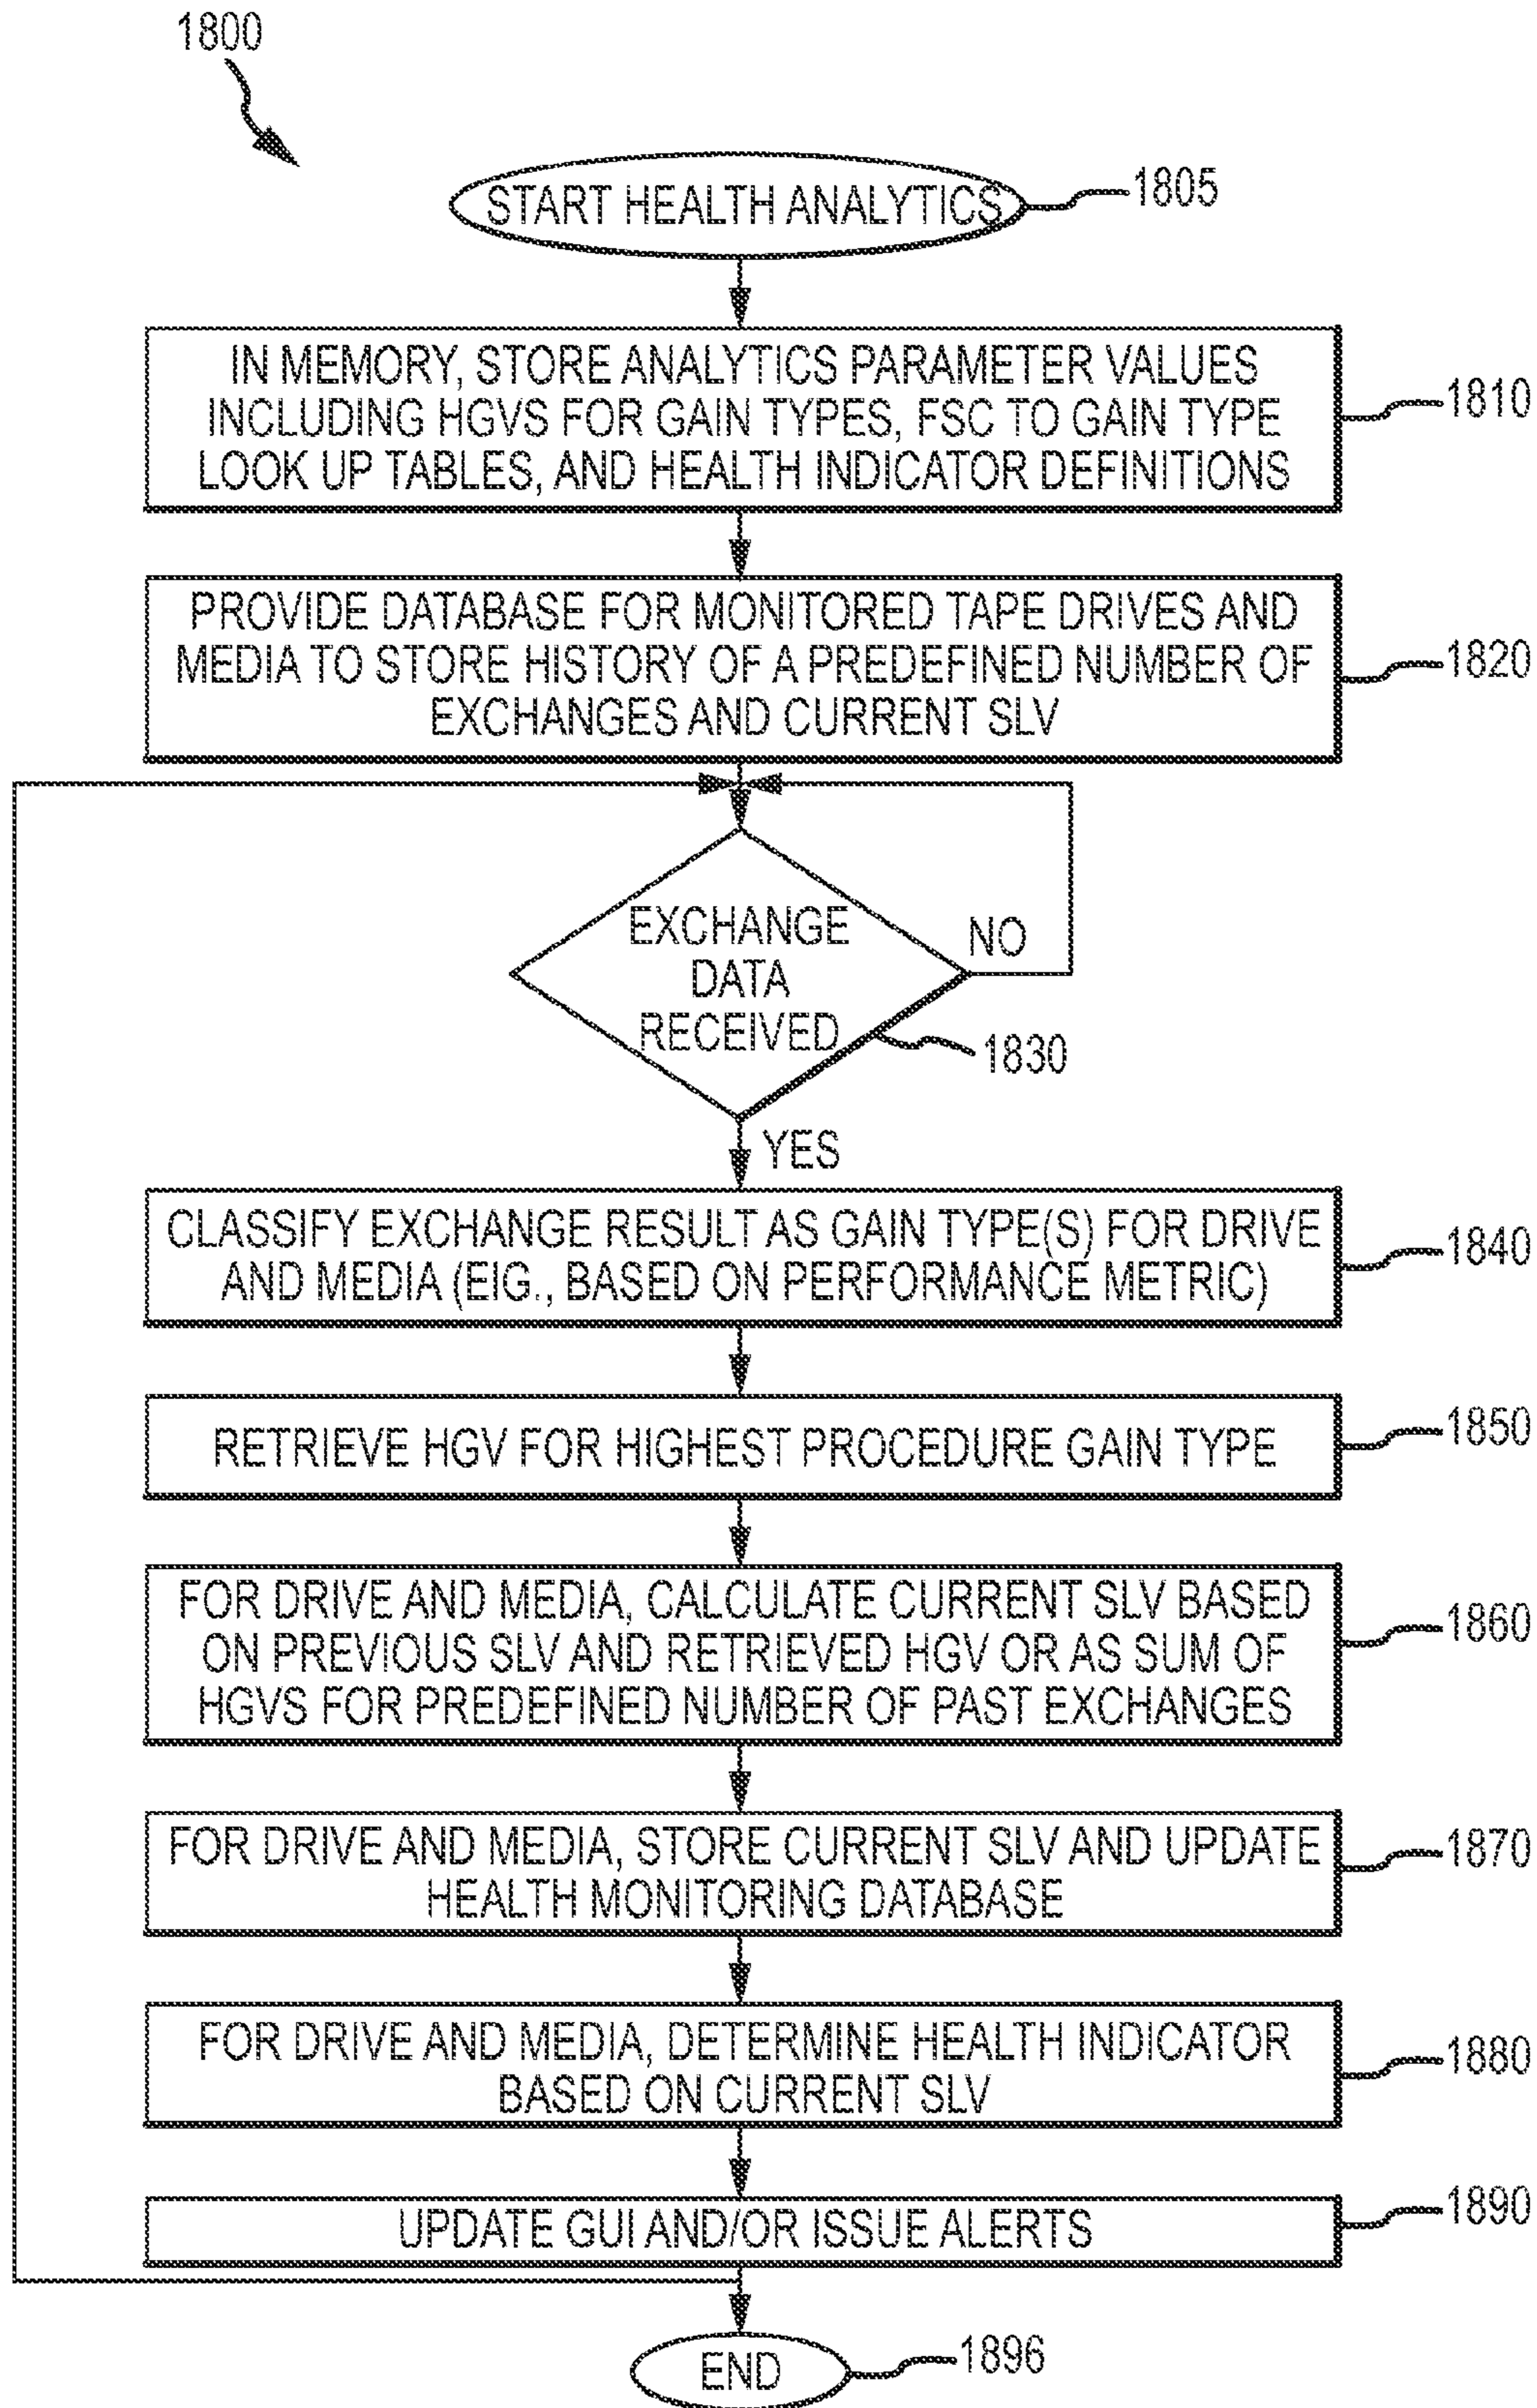 1800
START HEALTH ANALYTICS
1805
IN MEMORY, STORE ANALYTICS PARAMETER VALUES
INCLUDING HGVS FOR GAIN TYPES, FSC TO GAIN TYPE
LOOK UP TABLES, AND HEALTH INDICATOR DEFINITIONS
1810
PROVIDE DATABASE FOR MONITORED TAPE DRIVES AND
MEDIA TO STORE HISTORY OF A PREDEFINED NUMBER OF
EXCHANGES AND CURRENT SLV
1820
EXCHANGE
DATA
RECEIVED
NO
1830
YES
CLASSIFY EXCHANGE RESULT AS GAIN TYPE(S) FOR DRIVE
AND MEDIA (EIG., BASED ON PERFORMANCE METRIC)
1840
RETRIEVE HGV FOR HIGHEST PROCEDURE GAIN TYPE
1850
FOR DRIVE AND MEDIA, CALCULATE CURRENT SLV BASED
ON PREVIOUS SLV AND RETRIEVED HGV OR AS SUM OF
HGVS FOR PREDEFINED NUMBER OF PAST EXCHANGES
1860
FOR DRIVE AND MEDIA, STORE CURRENT SLV AND UPDATE
HEALTH MONITORING DATABASE
1870
FOR DRIVE AND MEDIA, DETERMINE HEALTH INDICATOR
BASED ON CURRENT SLV
1880
UPDATE GUI AND/OR ISSUE ALERTS
1890
END
1896